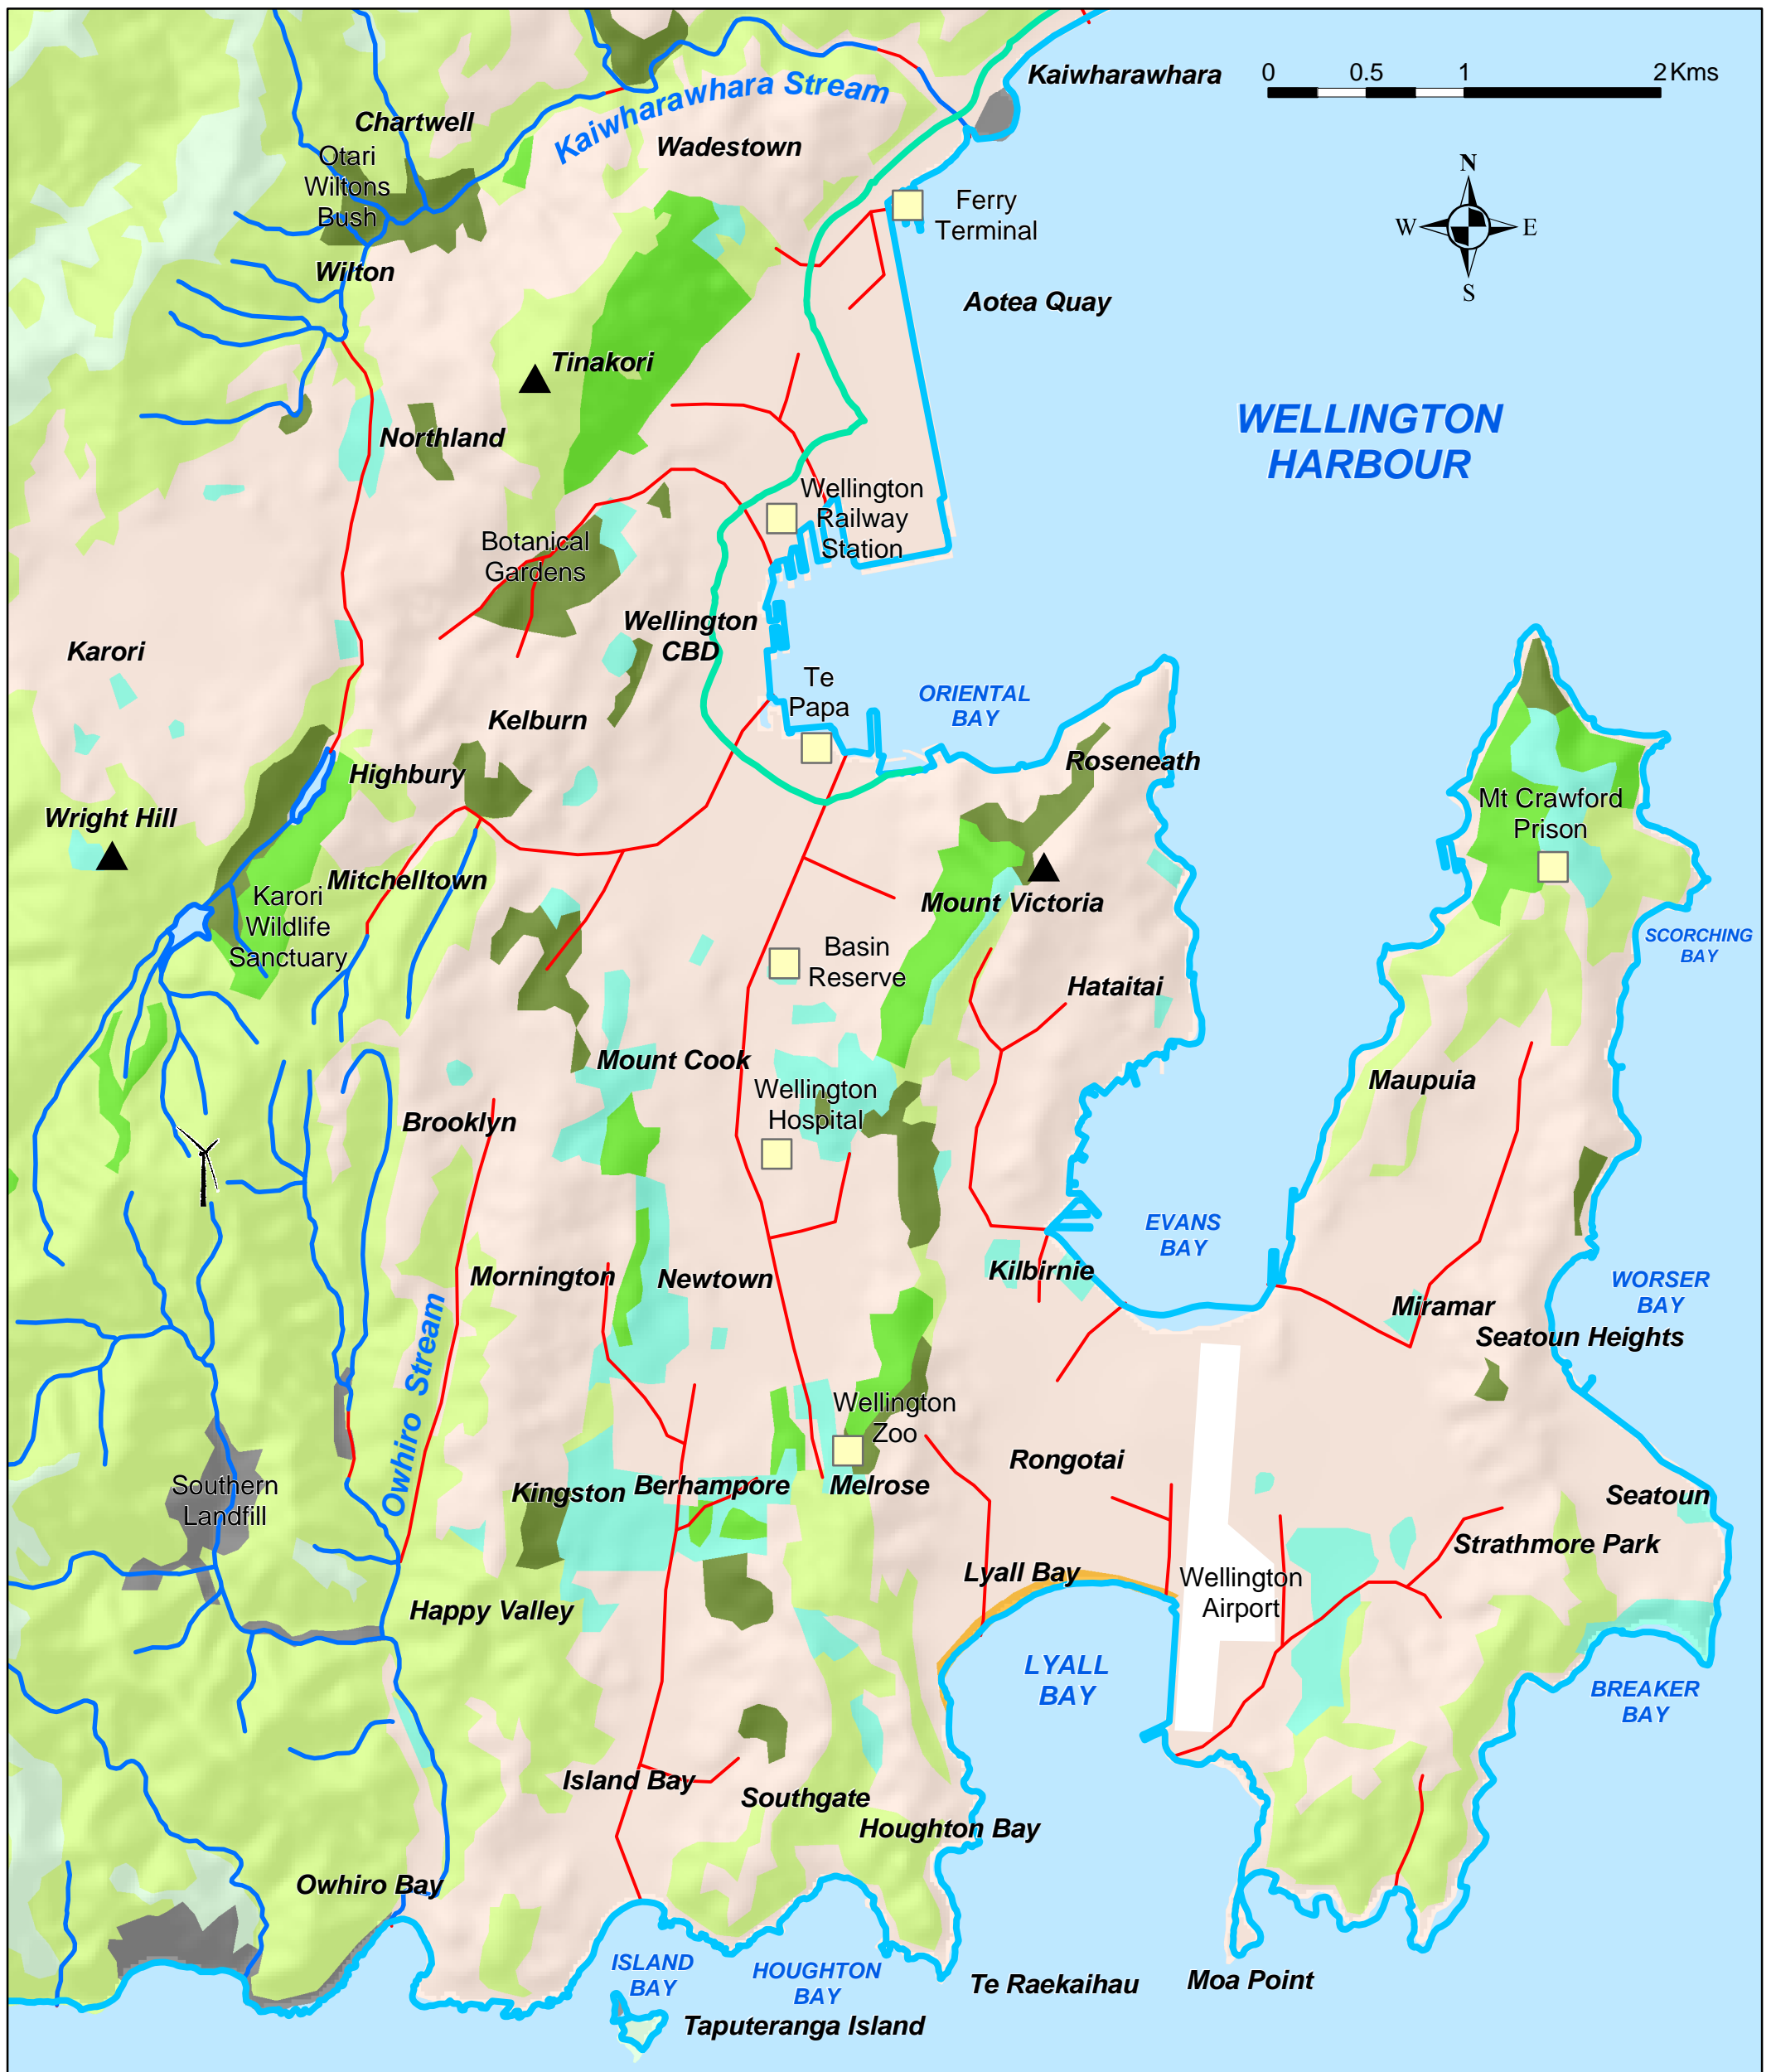 Kaiwharawhara
0 0.5 1 2 Kms
Kaiwharawhara Stream
Chartwell
Wadestown
Otari
Wiltons
Bush
N
W E
S
Ferry
Terminal
Wilton
Aotea Quay
Tinakori
WELLINGTON
HARBOUR
Northland
Wellington
Railway
Station
Botanical
Gardens
Wellington
CBD
Karori
Te
Papa
ORIENTAL
BAY
Kelburn
Roseneath
Highbury
Mt Crawford
Prison
Wright Hill
Mitchelltown
Karori
Wildlife
Sanctuary
Mount Victoria
SCORCHING
BAY
Basin
Reserve
Hataitai
Mount Cook
Maupuia
Wellington
Hospital
Brooklyn
EVANS
BAY
Kilbirnie
Mornington
Newtown
WORSER
BAY
Miramar
Seatoun Heights
Owhiro Stream
Wellington
Zoo
Rongotai
Southern
Landfill
Kingston
Berhampore
Melrose
Seatoun
Strathmore Park
Lyall Bay
Wellington
Airport
Happy Valley
LYALL
BAY
BREAKER
BAY
Island Bay
Southgate
Houghton Bay
Owhiro Bay
ISLAND
BAY
HOUGHTON
BAY
Te Raekaihau
Moa Point
Taputeranga Island